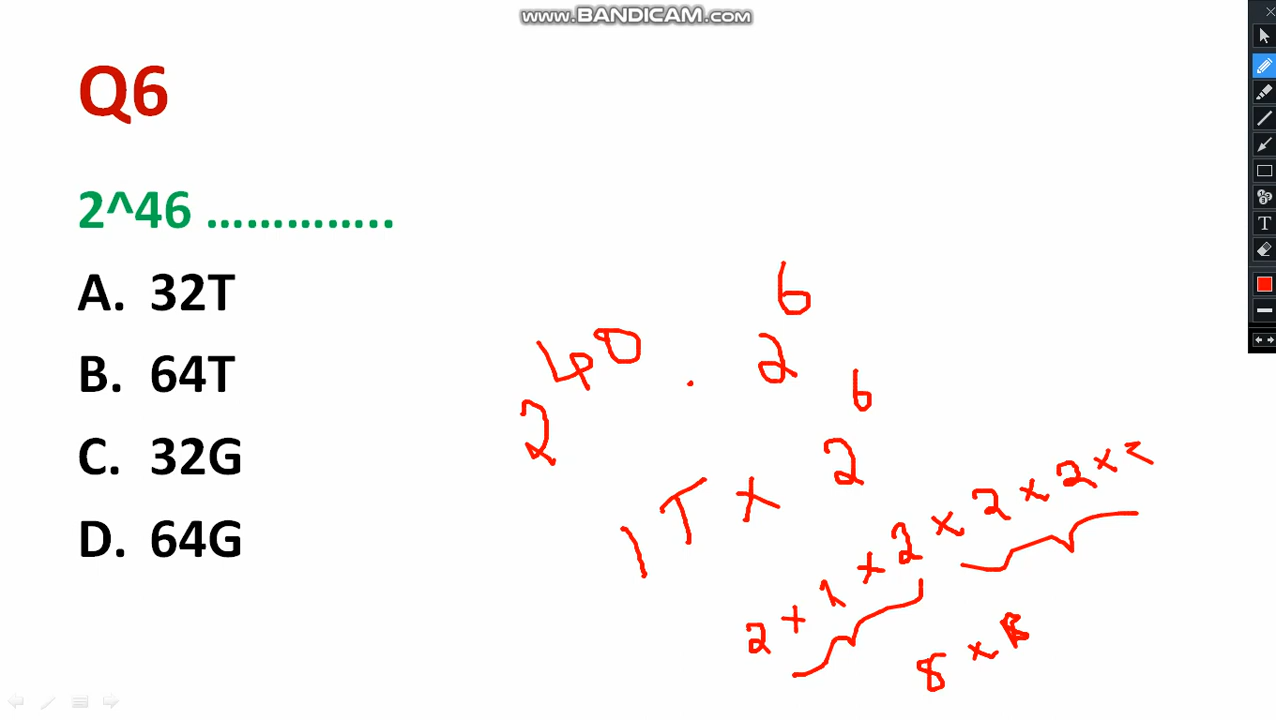 www.BANDICAM.com
Q6
2^46 …………..
A. 32T
B. 64T
C. 32G
D. 64G
2^40 . 2^6
1T × 2^6
2 × 2 × 2 × 2 × 2 × 2
8 × 8
T